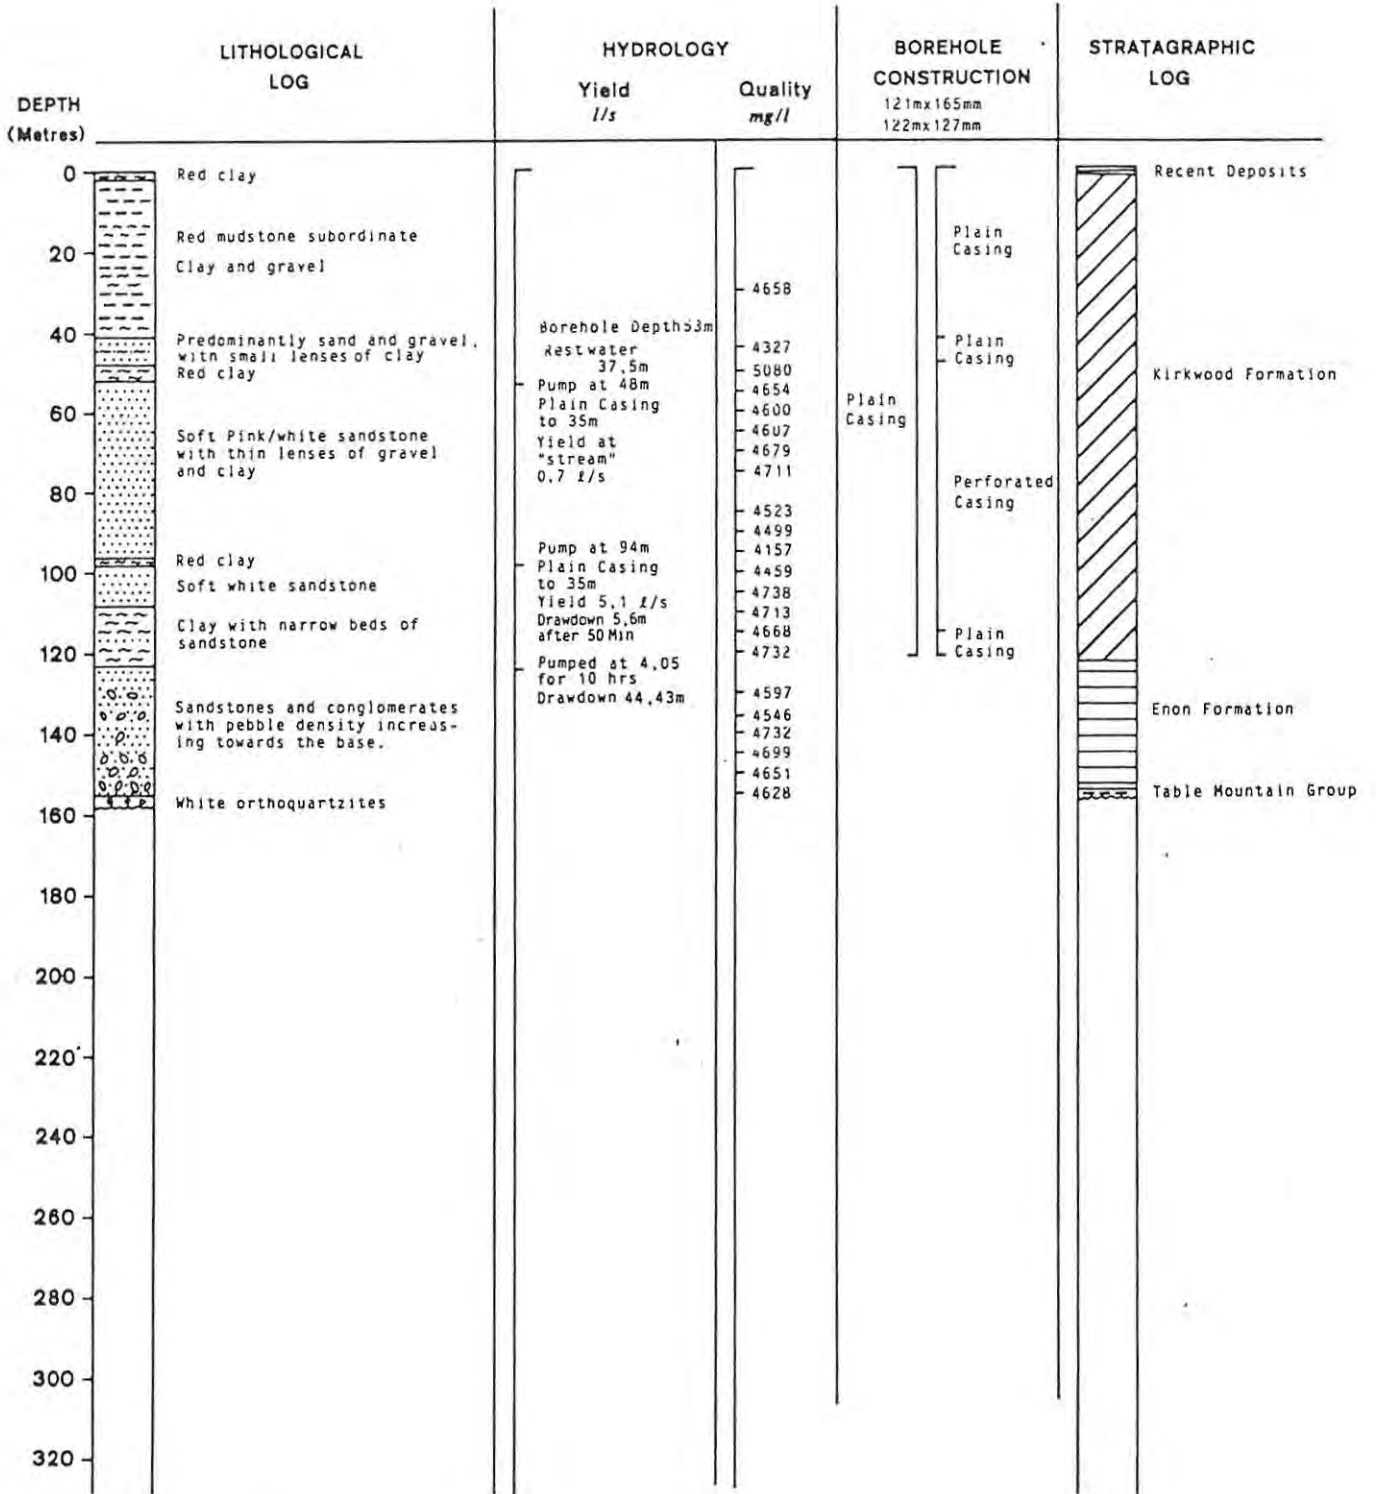 LITHOLOGICAL
LOG
HYDROLOGY
Yield
l/s
Quality
mg/l
BOREHOLE
CONSTRUCTION
121mx165mm
122mx127mm
STRATAGRAPHIC
LOG
DEPTH
(Metres)
0
20
40
60
80
100
120
140
160
180
200
220
240
260
280
300
320
Red clay
Red mudstone subordinate
Clay and gravel
Predominantly sand and gravel,
with small lenses of clay
Red clay
Soft Pink/white sandstone
with thin lenses of gravel
and clay
Red clay
Soft white sandstone
Clay with narrow beds of
sandstone
Sandstones and conglomerates
with pebble density increas-
ing towards the base.
White orthoquartzites
Borehole Depth53m
Restwater
37,5m
Pump at 48m
Plain Casing
to 35m
Yield at
"stream"
0,7 ℓ/s
Pump at 94m
Plain Casing
to 35m
Yield 5,1 ℓ/s
Drawdown 5,6m
after 50Min
Pumped at 4,05
for 10 hrs
Drawdown 44,43m
4658
4327
5080
4654
4600
4607
4679
4711
4523
4499
4157
4459
4738
4713
4668
4732
4597
4546
4732
4699
4651
4628
Plain
Casing
Plain
Casing
Plain
Casing
Perforated
Casing
Plain
Casing
Recent Deposits
Kirkwood Formation
Enon Formation
Table Mountain Group